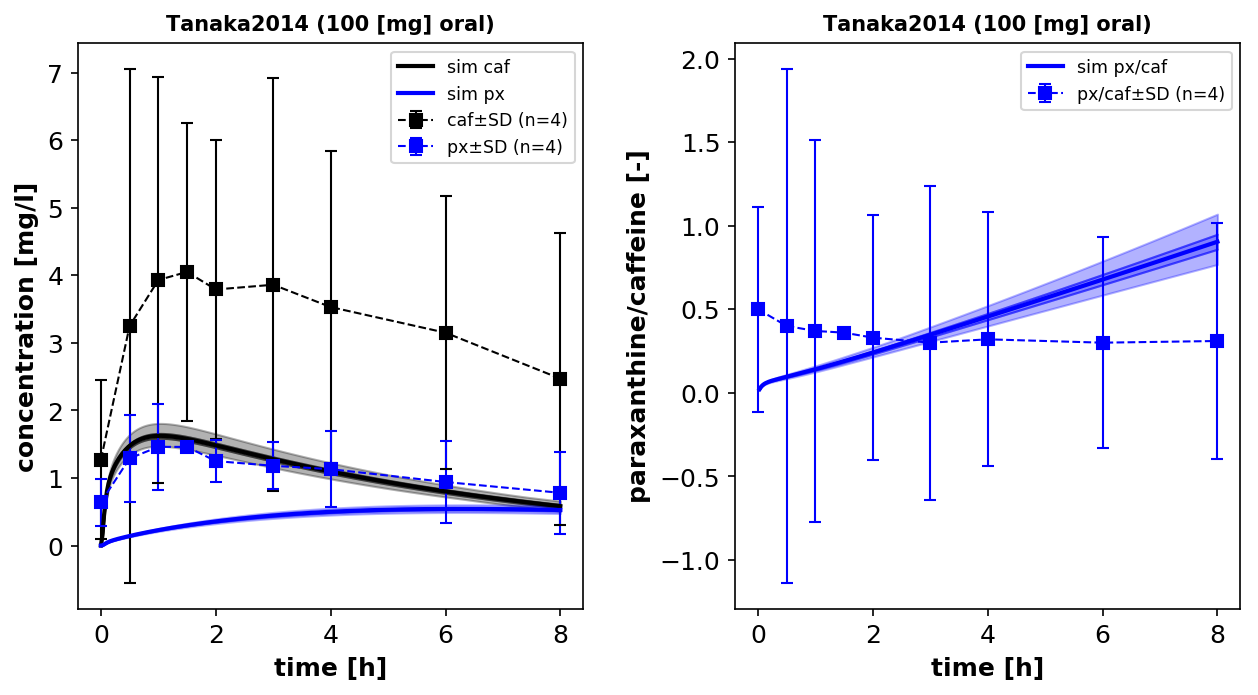 Tanaka2014 (100 [mg] oral)
sim caf
sim px
caf±SD (n=4)
px±SD (n=4)
concentration [mg/l]
7
6
5
4
3
2
1
0
0
2
4
6
8
time [h]
Tanaka2014 (100 [mg] oral)
sim px/caf
px/caf±SD (n=4)
paraxanthine/caffeine [-]
2.0
1.5
1.0
0.5
0.0
−0.5
−1.0
0
2
4
6
8
time [h]